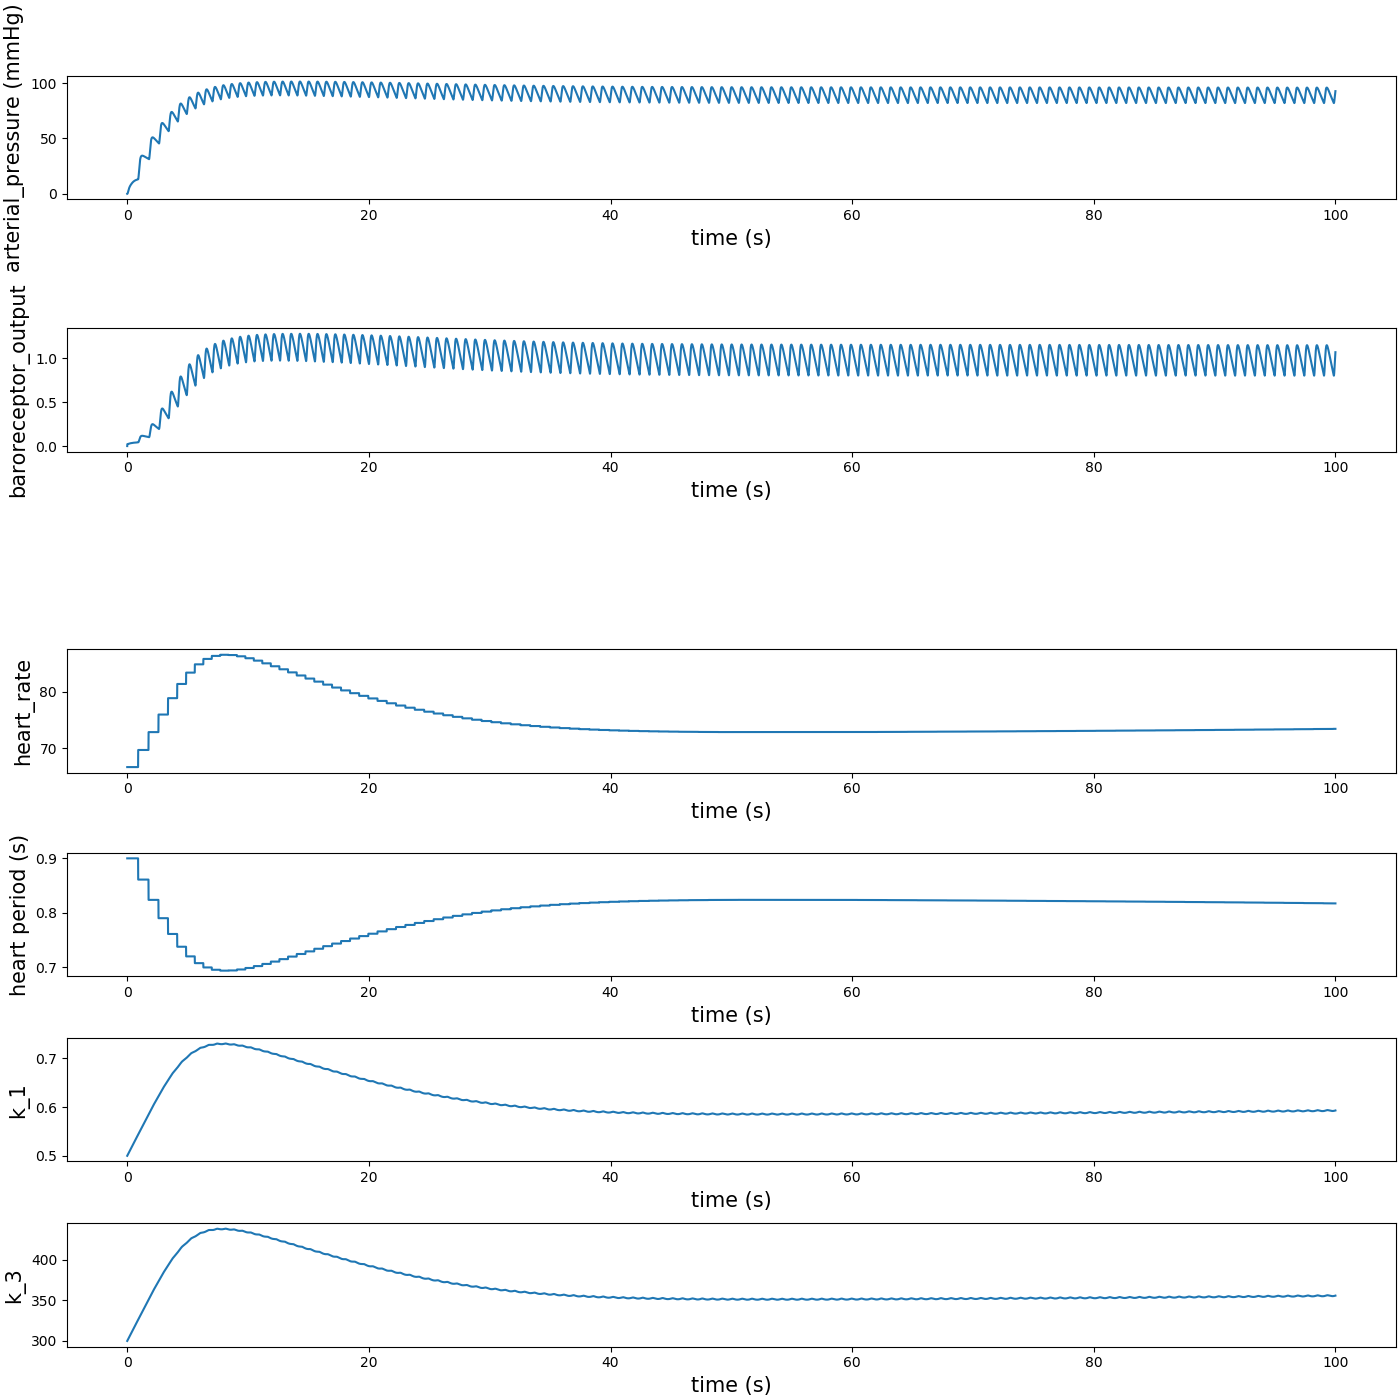 arterial_pressure (mmHg)
100
50
0
0 20 40 60 80 100
time (s)
baroreceptor_output
1.0
0.5
0.0
0 20 40 60 80 100
time (s)
heart_rate
80
70
0 20 40 60 80 100
time (s)
heart period (s)
0.9
0.8
0.7
0 20 40 60 80 100
time (s)
k_1
0.7
0.6
0.5
0 20 40 60 80 100
time (s)
k_3
400
350
300
0 20 40 60 80 100
time (s)